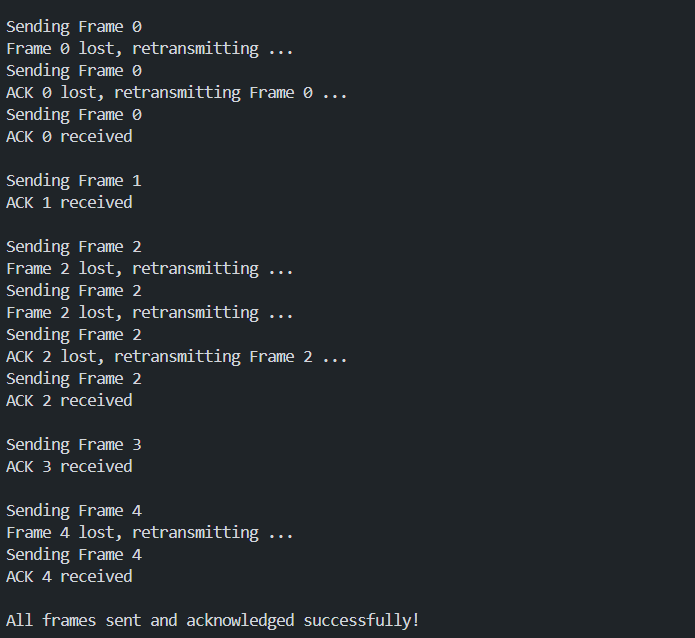 Sending Frame 0
Frame 0 lost, retransmitting ...
Sending Frame 0
ACK 0 lost, retransmitting Frame 0 ...
Sending Frame 0
ACK 0 received
Sending Frame 1
ACK 1 received
Sending Frame 2
Frame 2 lost, retransmitting ...
Sending Frame 2
Frame 2 lost, retransmitting ...
Sending Frame 2
ACK 2 lost, retransmitting Frame 2 ...
Sending Frame 2
ACK 2 received
Sending Frame 3
ACK 3 received
Sending Frame 4
Frame 4 lost, retransmitting ...
Sending Frame 4
ACK 4 received
All frames sent and acknowledged successfully!